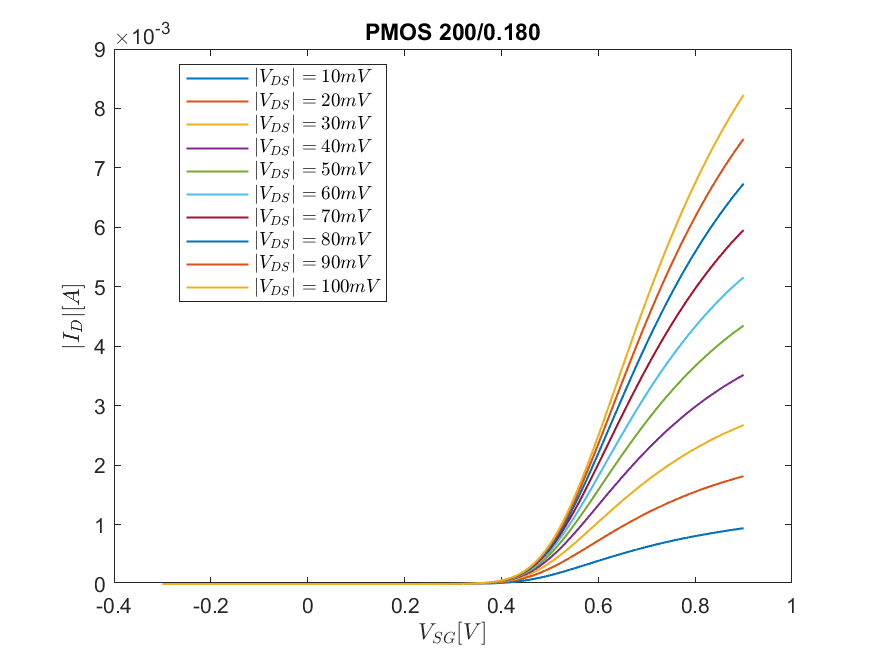 PMOS 200/0.180
×10⁻³
9
8
7
6
5
4
3
2
1
0
|I_D|[A]
|V_DS| = 10mV
|V_DS| = 20mV
|V_DS| = 30mV
|V_DS| = 40mV
|V_DS| = 50mV
|V_DS| = 60mV
|V_DS| = 70mV
|V_DS| = 80mV
|V_DS| = 90mV
|V_DS| = 100mV
-0.4 -0.2 0 0.2 0.4 0.6 0.8 1
V_SG[V]